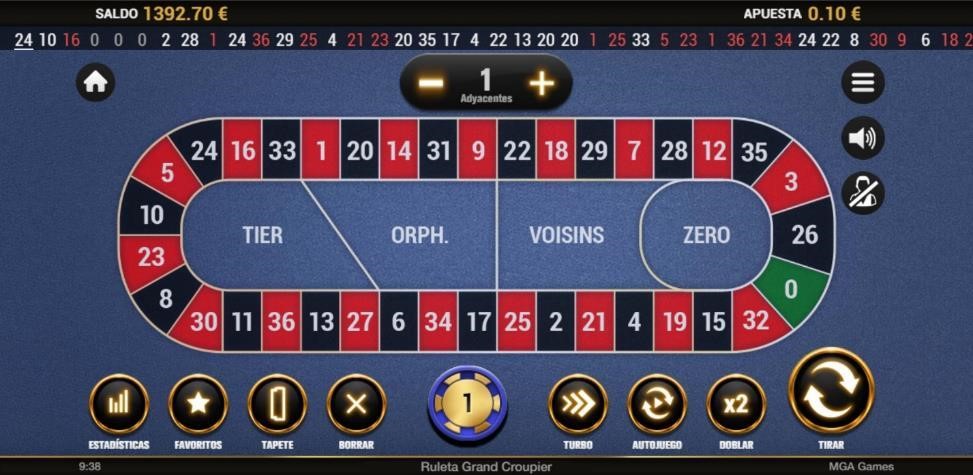 SALDO 1392.70 € APUESTA 0.10 €
24 10 16 0 0 0 2 28 1 24 36 29 25 4 21 23 20 35 17 4 22 13 20 20 1 25 33 5 23 1 36 21 34 24 22 8 30 9 6 18 2
− 1 +
Adyacentes
24 16 33 1 20 14 31 9 22 18 29 7 28 12 35
5 3
10 TIER ORPH. VOISINS ZERO 26
23 0
8
30 11 36 13 27 6 34 17 25 2 21 4 19 15 32
1 x2
ESTADÍSTICAS FAVORITOS TAPETE BORRAR TURBO AUTOJUEGO DOBLAR TIRAR
9:38 Ruleta Grand Croupier MGA Games